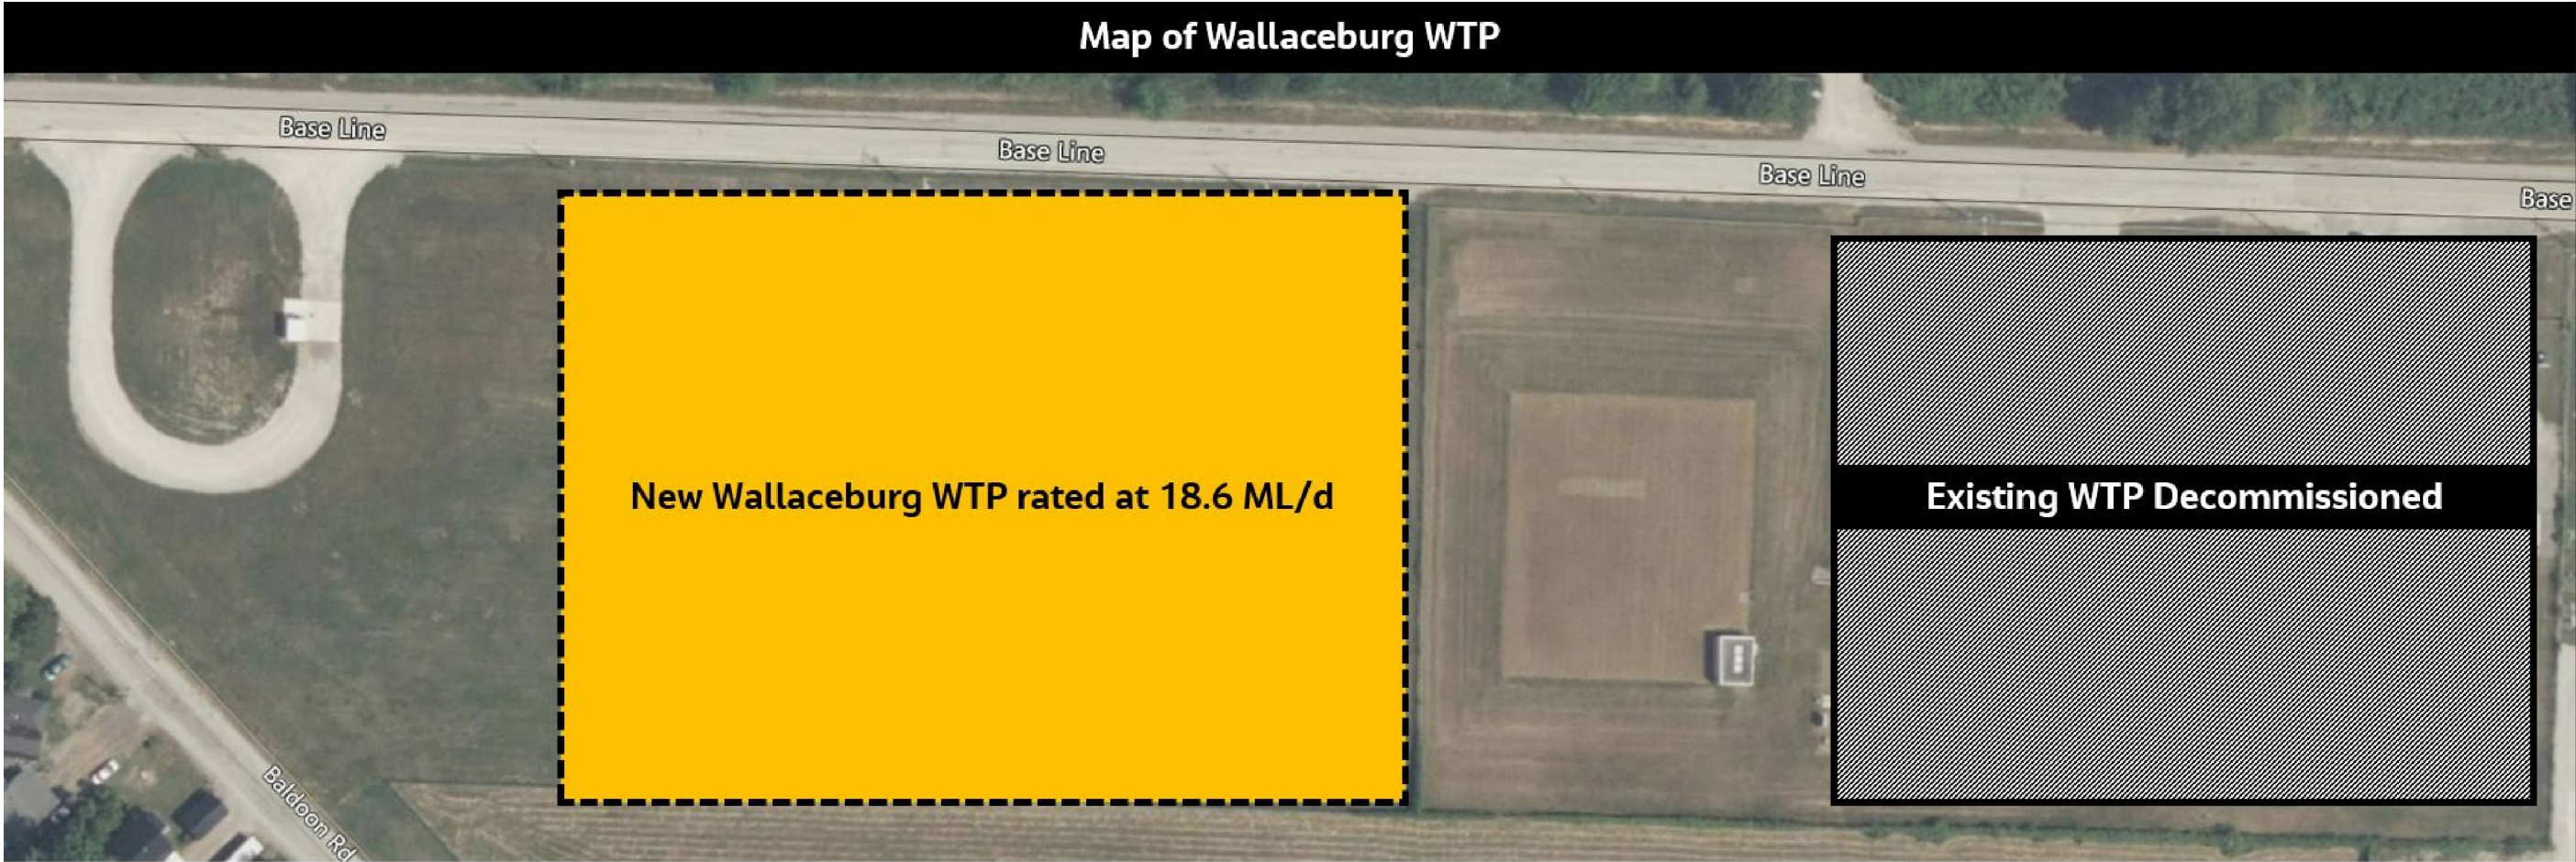 Map of Wallaceburg WTP
Base Line
Base Line
Base Line
Base
New Wallaceburg WTP rated at 18.6 ML/d
Existing WTP Decommissioned
Baldoon Rd